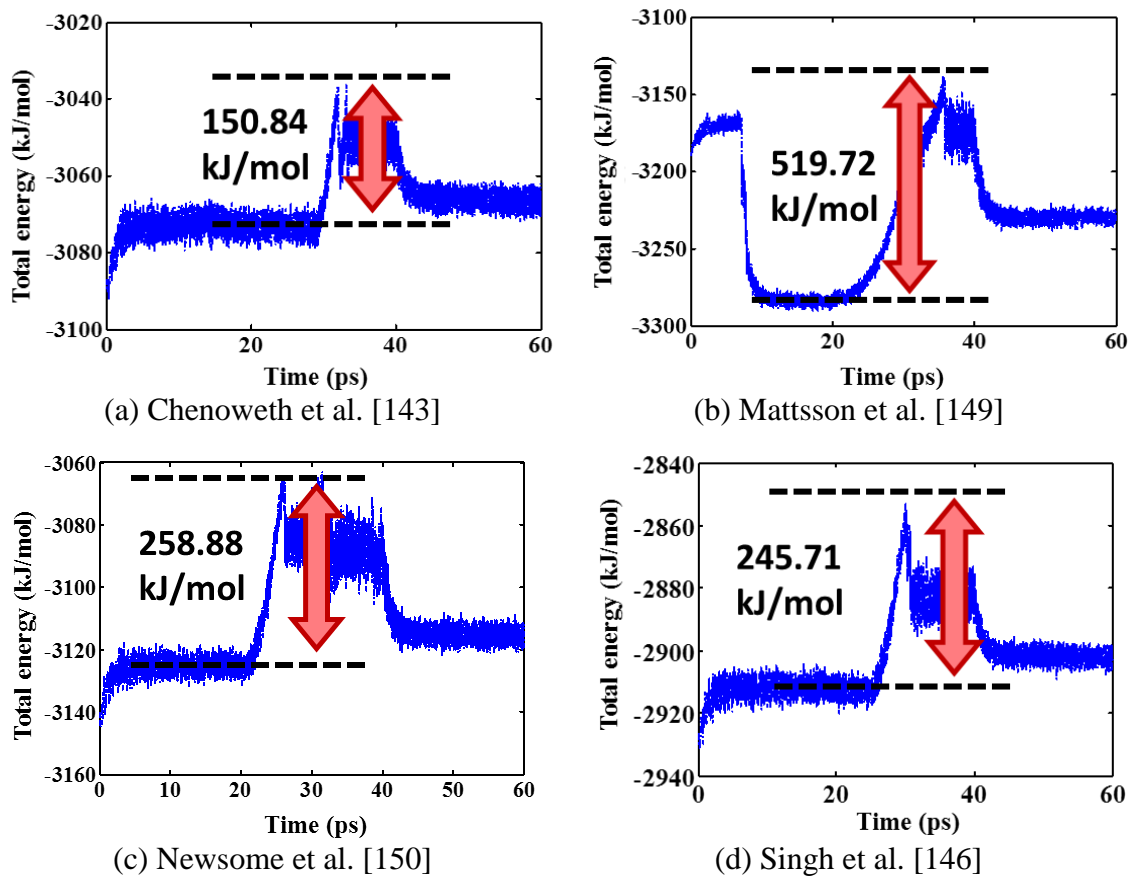 Total energy (kJ/mol)
-3020
-3040
-3060
-3080
-3100
150.84
kJ/mol
0
20
40
60
Time (ps)
(a) Chenoweth et al. [143]
Total energy (kJ/mol)
-3100
-3150
-3200
-3250
-3300
519.72
kJ/mol
0
20
40
60
Time (ps)
(b) Mattsson et al. [149]
Total energy (kJ/mol)
-3060
-3080
-3100
-3120
-3140
-3160
258.88
kJ/mol
0
10
20
30
40
50
60
Time (ps)
(c) Newsome et al. [150]
Total energy (kJ/mol)
-2840
-2860
-2880
-2900
-2920
-2940
245.71
kJ/mol
0
20
40
60
Time (ps)
(d) Singh et al. [146]